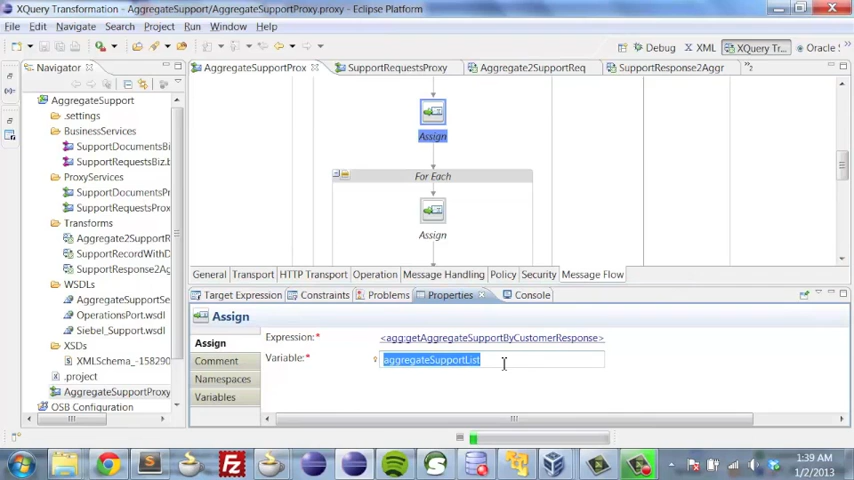 XQuery Transformation - AggregateSupport/AggregateSupportProxy.proxy - Eclipse Platform
File Edit Navigate Search Project Run Window Help
Debug XML XQuery Tr... Oracle
Navigator
AggregateSupportProx SupportRequestsProxy Aggregate2SupportReq SupportResponse2Aggr 2
AggregateSupport
.settings
BusinessServices
SupportDocumentsBi
SupportRequestsBiz.b
ProxyServices
SupportDocumentsPr
SupportRequestsProx
Transforms
Aggregate2SupportR
SupportRecordWithD
SupportResponse2Ag
WSDLs
AggregateSupportSe
OperationsPort.wsdl
Siebel_Support.wsdl
XSDs
XMLSchema_-158290
.project
AggregateSupportProxy
OSB Configuration
Assign
For Each
Assign
General Transport HTTP Transport Operation Message Handling Policy Security Message Flow
Target Expression Constraints Problems Properties Console
Assign
Assign
Comment
Namespaces
Variables
Expression:* <agg:getAggregateSupportByCustomerResponse>
Variable:* aggregateSupportList
1:39 AM
1/2/2013